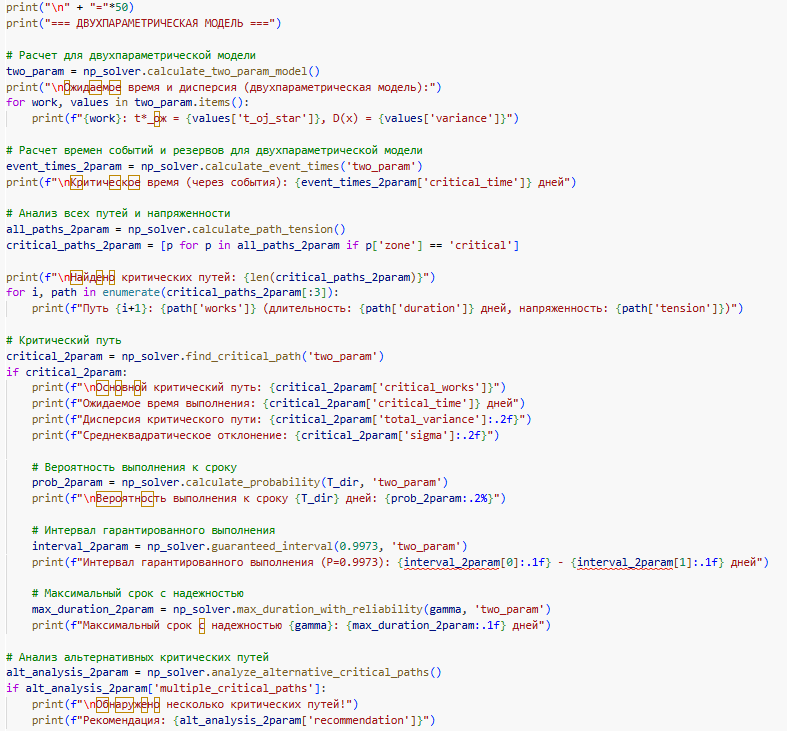 print("\n" + "="*50)
print("=== ДВУХПАРАМЕТРИЧЕСКАЯ МОДЕЛЬ ===")
# Расчет для двухпараметрической модели
two_param = np_solver.calculate_two_param_model()
print("\nОжидаемое время и дисперсия (двухпараметрическая модель):")
for work, values in two_param.items():
    print(f"{work}: t*_ож = {values['t_oj_star']}, D(x) = {values['variance']}")
# Расчет времен событий и резервов для двухпараметрической модели
event_times_2param = np_solver.calculate_event_times('two_param')
print(f"\nКритическое время (через события): {event_times_2param['critical_time']} дней")
# Анализ всех путей и напряженности
all_paths_2param = np_solver.calculate_path_tension()
critical_paths_2param = [p for p in all_paths_2param if p['zone'] == 'critical']
print(f"\nНайдено критических путей: {len(critical_paths_2param)}")
for i, path in enumerate(critical_paths_2param[:3]):
    print(f"Путь {i+1}: {path['works']} (длительность: {path['duration']} дней, напряженность: {path['tension']})")
# Критический путь
critical_2param = np_solver.find_critical_path('two_param')
if critical_2param:
    print(f"\nОсновной критический путь: {critical_2param['critical_works']}")
    print(f"Ожидаемое время выполнения: {critical_2param['critical_time']} дней")
    print(f"Дисперсия критического пути: {critical_2param['total_variance']:.2f}")
    print(f"Среднеквадратическое отклонение: {critical_2param['sigma']:.2f}")
    # Вероятность выполнения к сроку
    prob_2param = np_solver.calculate_probability(T_dir, 'two_param')
    print(f"\nВероятность выполнения к сроку {T_dir} дней: {prob_2param:.2%}")
    # Интервал гарантированного выполнения
    interval_2param = np_solver.guaranteed_interval(0.9973, 'two_param')
    print(f"Интервал гарантированного выполнения (P=0.9973): {interval_2param[0]:.1f} - {interval_2param[1]:.1f} дней")
    # Максимальный срок с надежностью
    max_duration_2param = np_solver.max_duration_with_reliability(gamma, 'two_param')
    print(f"Максимальный срок с надежностью {gamma}: {max_duration_2param:.1f} дней")
# Анализ альтернативных критических путей
alt_analysis_2param = np_solver.analyze_alternative_critical_paths()
if alt_analysis_2param['multiple_critical_paths']:
    print(f"\nОбнаружено несколько критических путей!")
    print(f"Рекомендация: {alt_analysis_2param['recommendation']}")